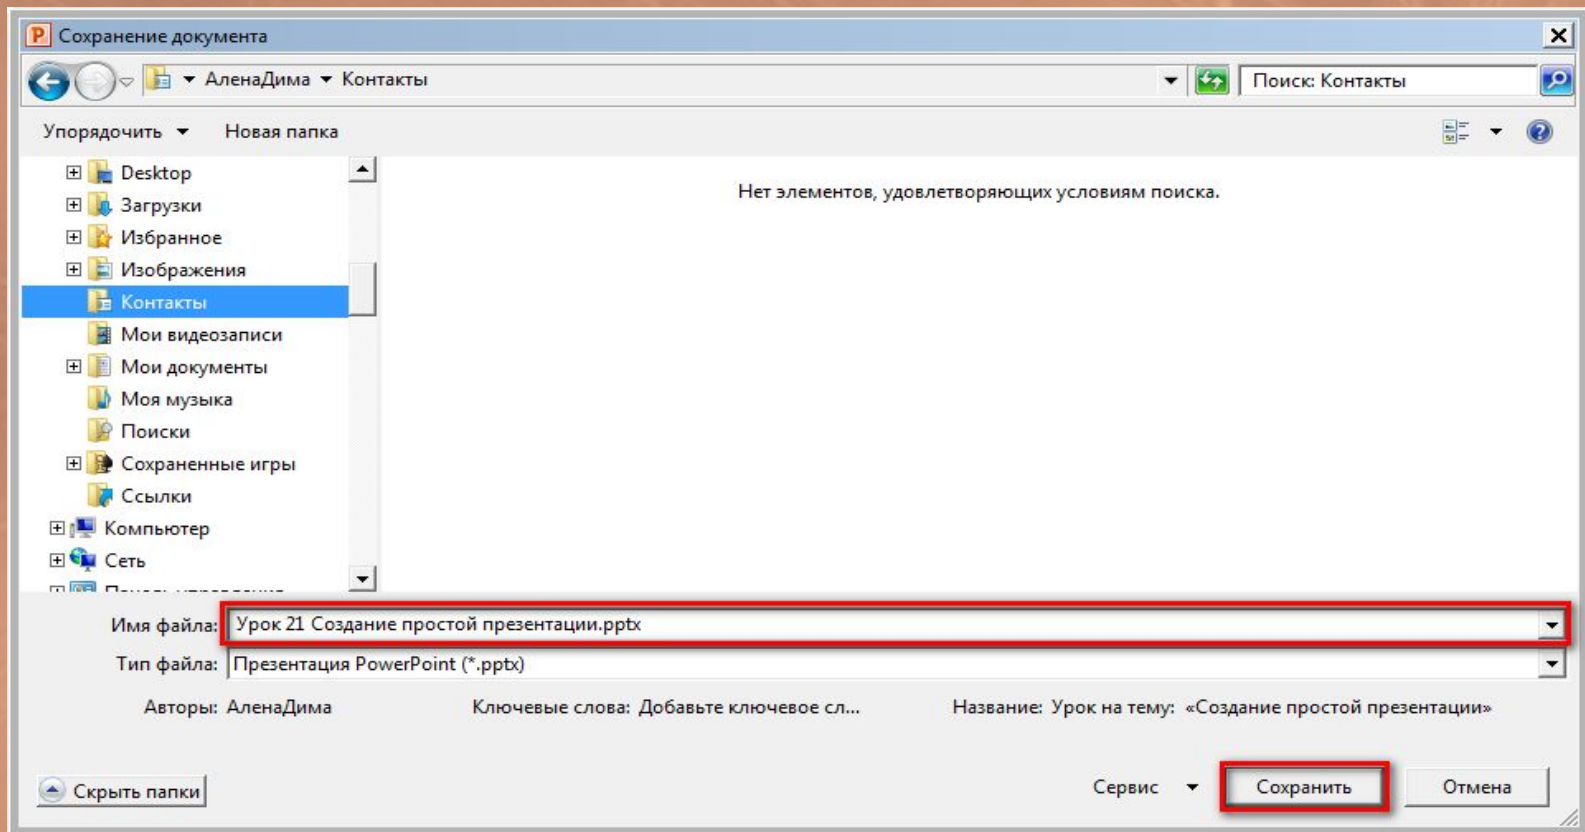 Сохранение документа
АленаДима Контакты Поиск: Контакты
Упорядочить Новая папка
Desktop
Загрузки
Избранное
Изображения
Контакты
Мои видеозаписи
Мои документы
Моя музыка
Поиски
Сохраненные игры
Ссылки
Компьютер
Сеть
Нет элементов, удовлетворяющих условиям поиска.
Имя файла: Урок 21 Создание простой презентации.pptx
Тип файла: Презентация PowerPoint (*.pptx)
Авторы: АленаДима Ключевые слова: Добавьте ключевое сл... Название: Урок на тему: «Создание простой презентации»
Скрыть папки Сервис Сохранить Отмена